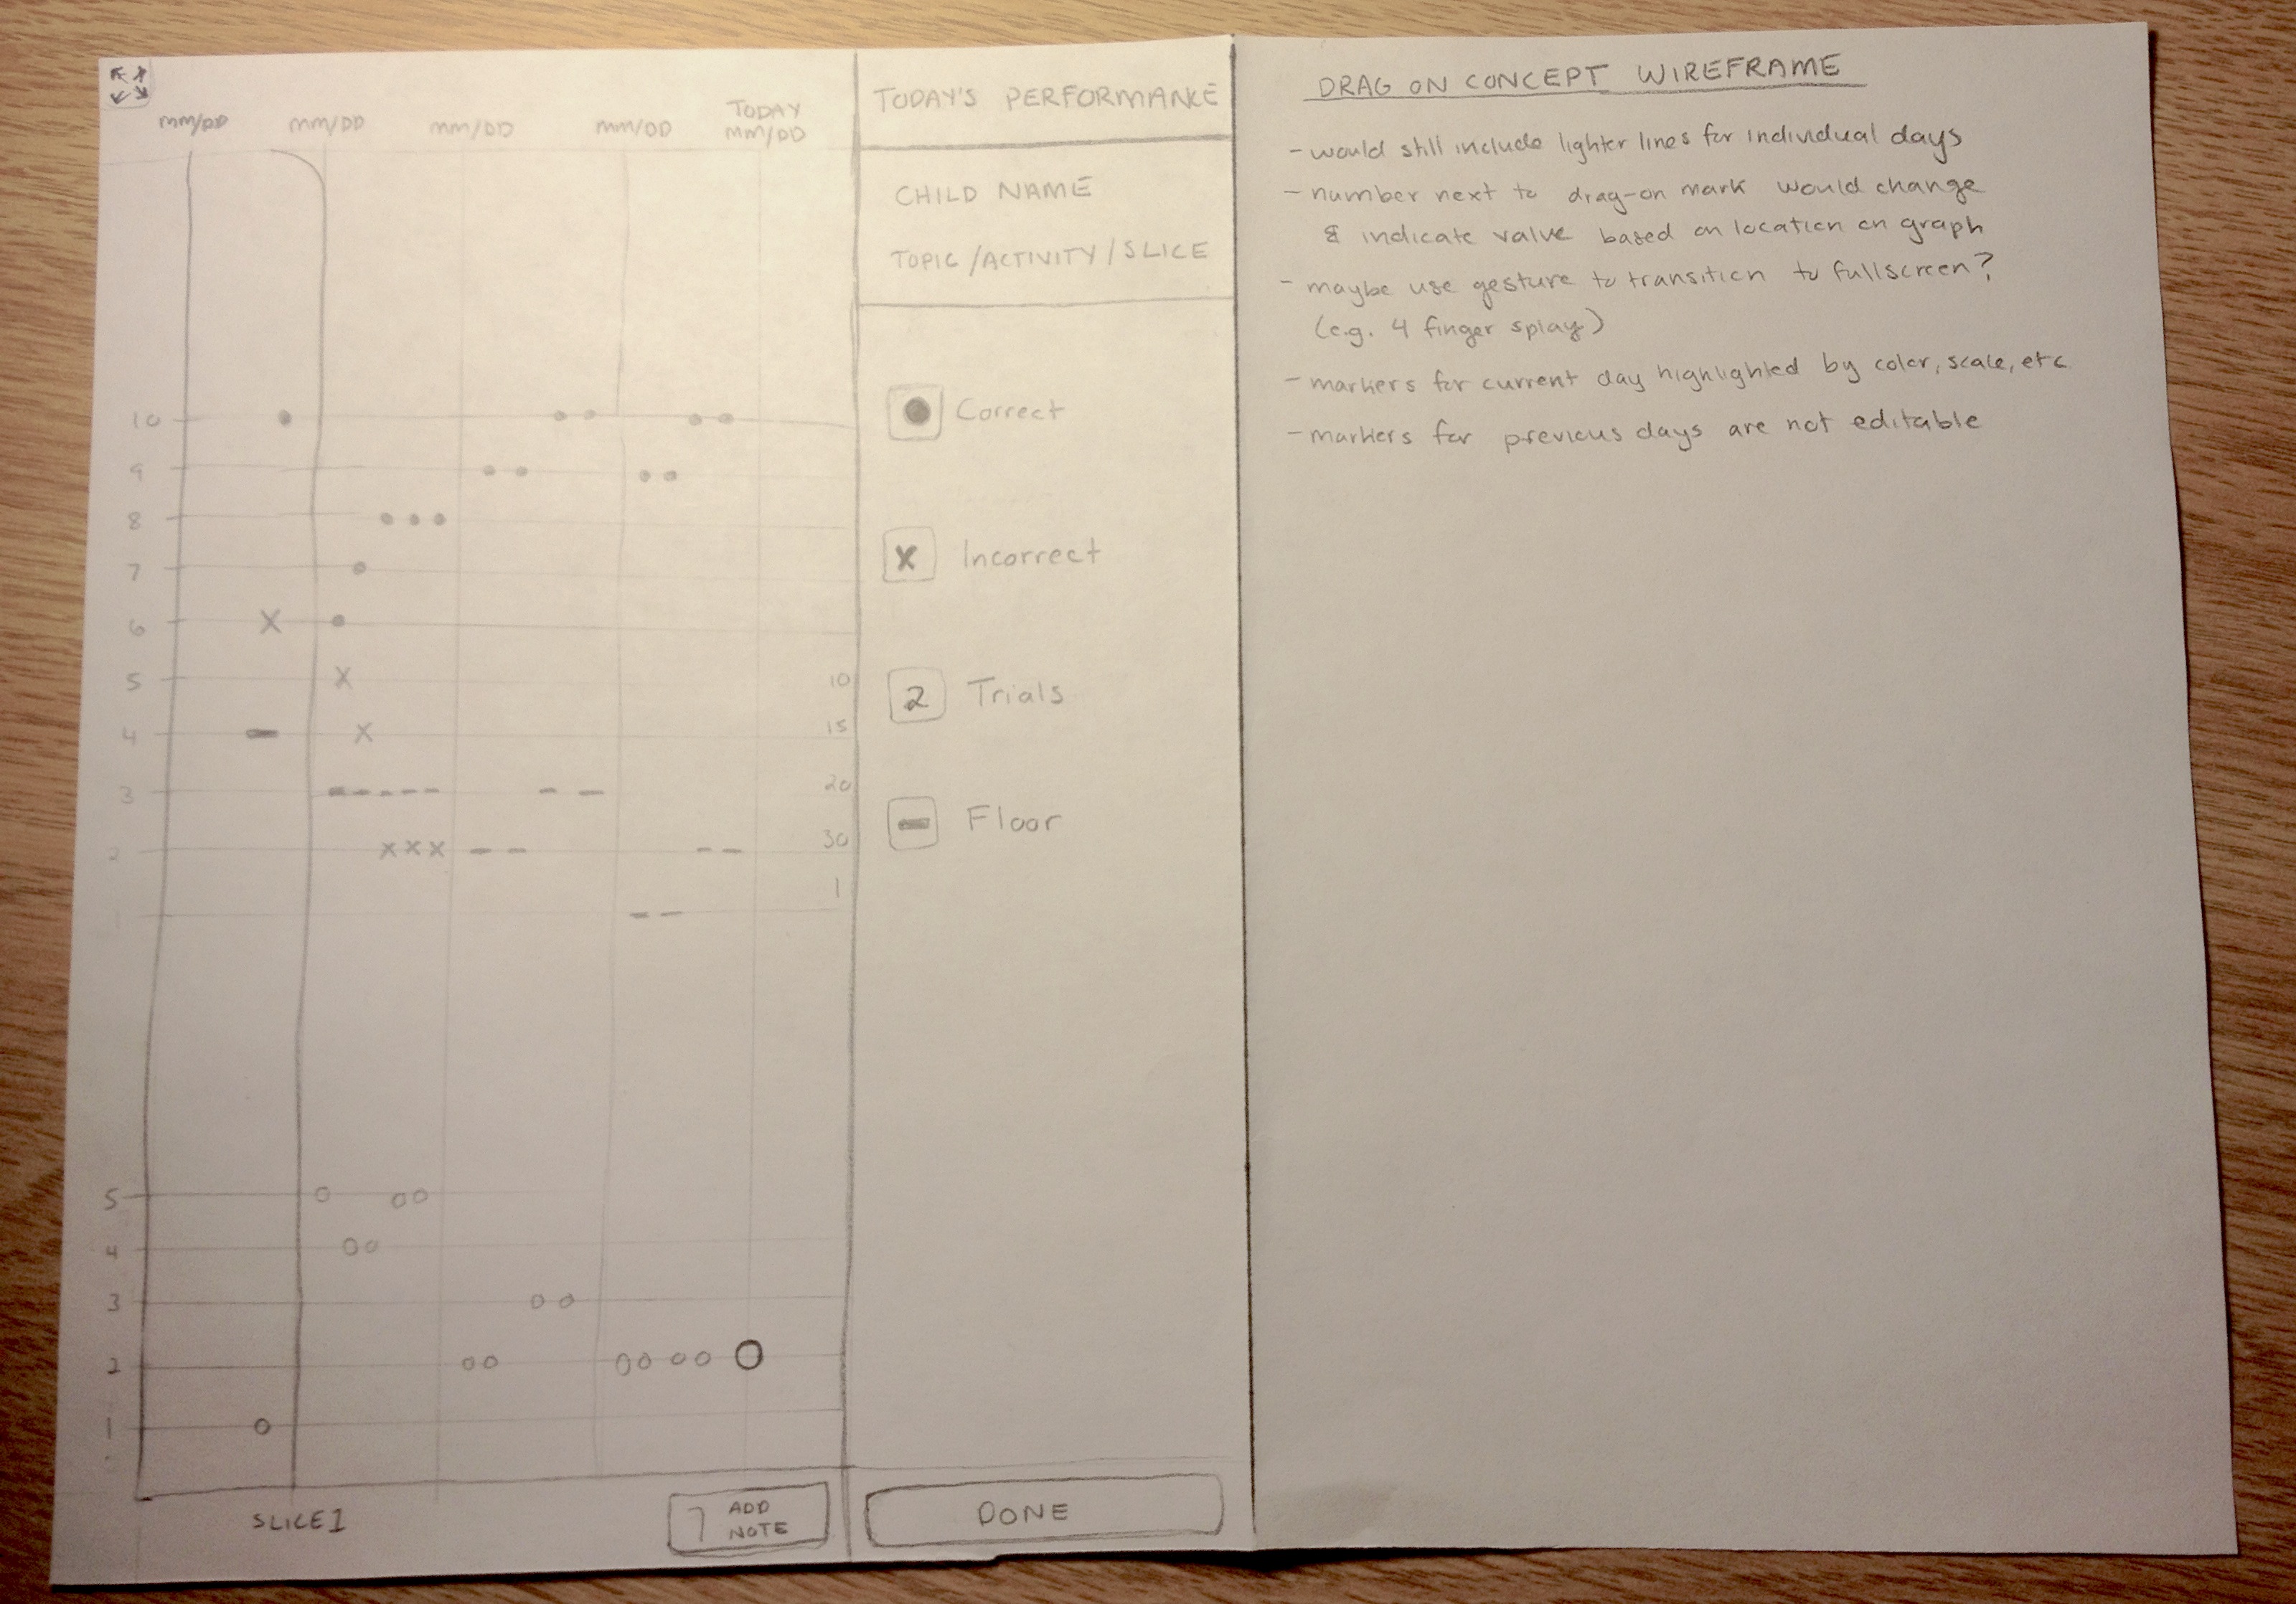 mm/DD
mm/DD
mm/DD
mm/DD
TODAY
mm/DD
10
9
8
7
6
5
4
3
2
1
10
15
20
30
1
5
4
3
2
1
SLICE 1
ADD
NOTE
TODAY'S PERFORMANCE
CHILD NAME
TOPIC/ACTIVITY/SLICE
Correct
X Incorrect
2 Trials
Floor
DONE
DRAG ON CONCEPT WIREFRAME
- would still include lighter lines for individual days
- number next to drag-on mark would change
& indicate value based on location on graph
- maybe use gesture to transition to fullscreen?
(e.g. 4 finger splay)
- markers for current day highlighted by color, scale, etc
- markers for previous days are not editable